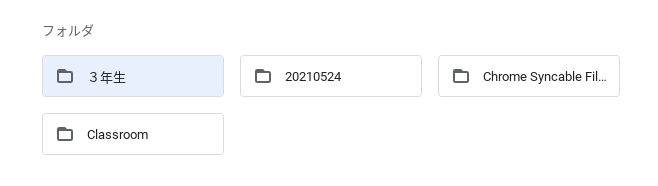 フォルダ
３年生
20210524
Chrome Syncable Fil...
Classroom